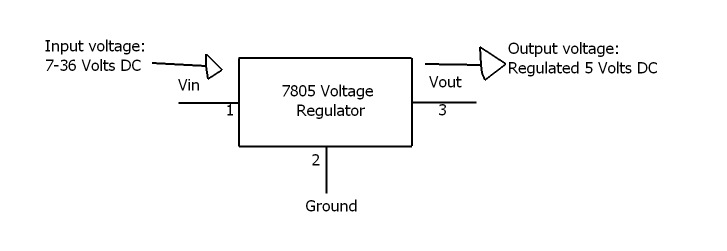 Input voltage:
7-36 Volts DC
Output voltage:
Regulated 5 Volts DC
Vin
Vout
7805 Voltage
Regulator
1
3
2
Ground